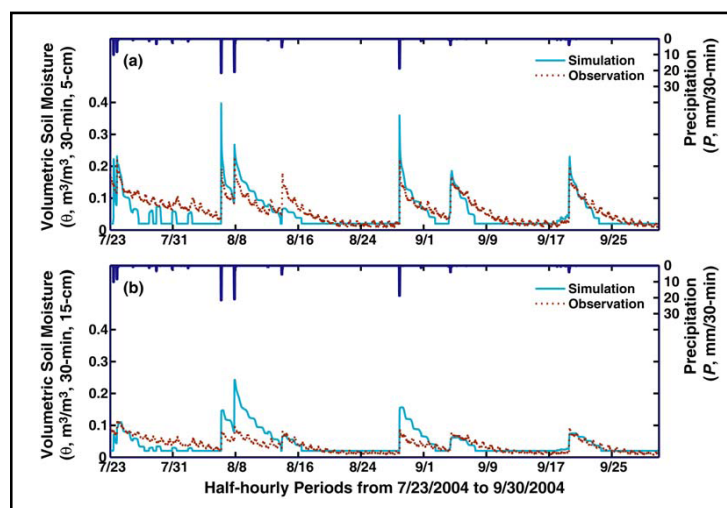 (a)
Simulation
Observation
Volumetric Soil Moisture
(θ, m³/m³, 30-min, 5-cm)
0.4
0.3
0.2
0.1
0
0
10
20
30
Precipitation
(P, mm/30-min)
7/23 7/31 8/8 8/16 8/24 9/1 9/9 9/17 9/25
(b)
Simulation
Observation
Volumetric Soil Moisture
(θ, m³/m³, 30-min, 15-cm)
0.4
0.3
0.2
0.1
0
0
10
20
30
Precipitation
(P, mm/30-min)
7/23 7/31 8/8 8/16 8/24 9/1 9/9 9/17 9/25
Half-hourly Periods from 7/23/2004 to 9/30/2004